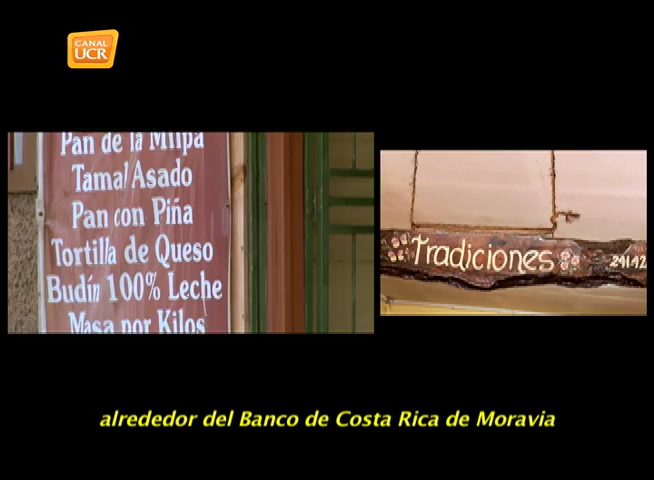 CANAL
UCR
Pan de la Milpa
Tamal Asado
Pan con Piña
Tortilla de Queso
Budín 100% Leche
Masa por Kilos
Tradiciones
24142
alrededor del Banco de Costa Rica de Moravia